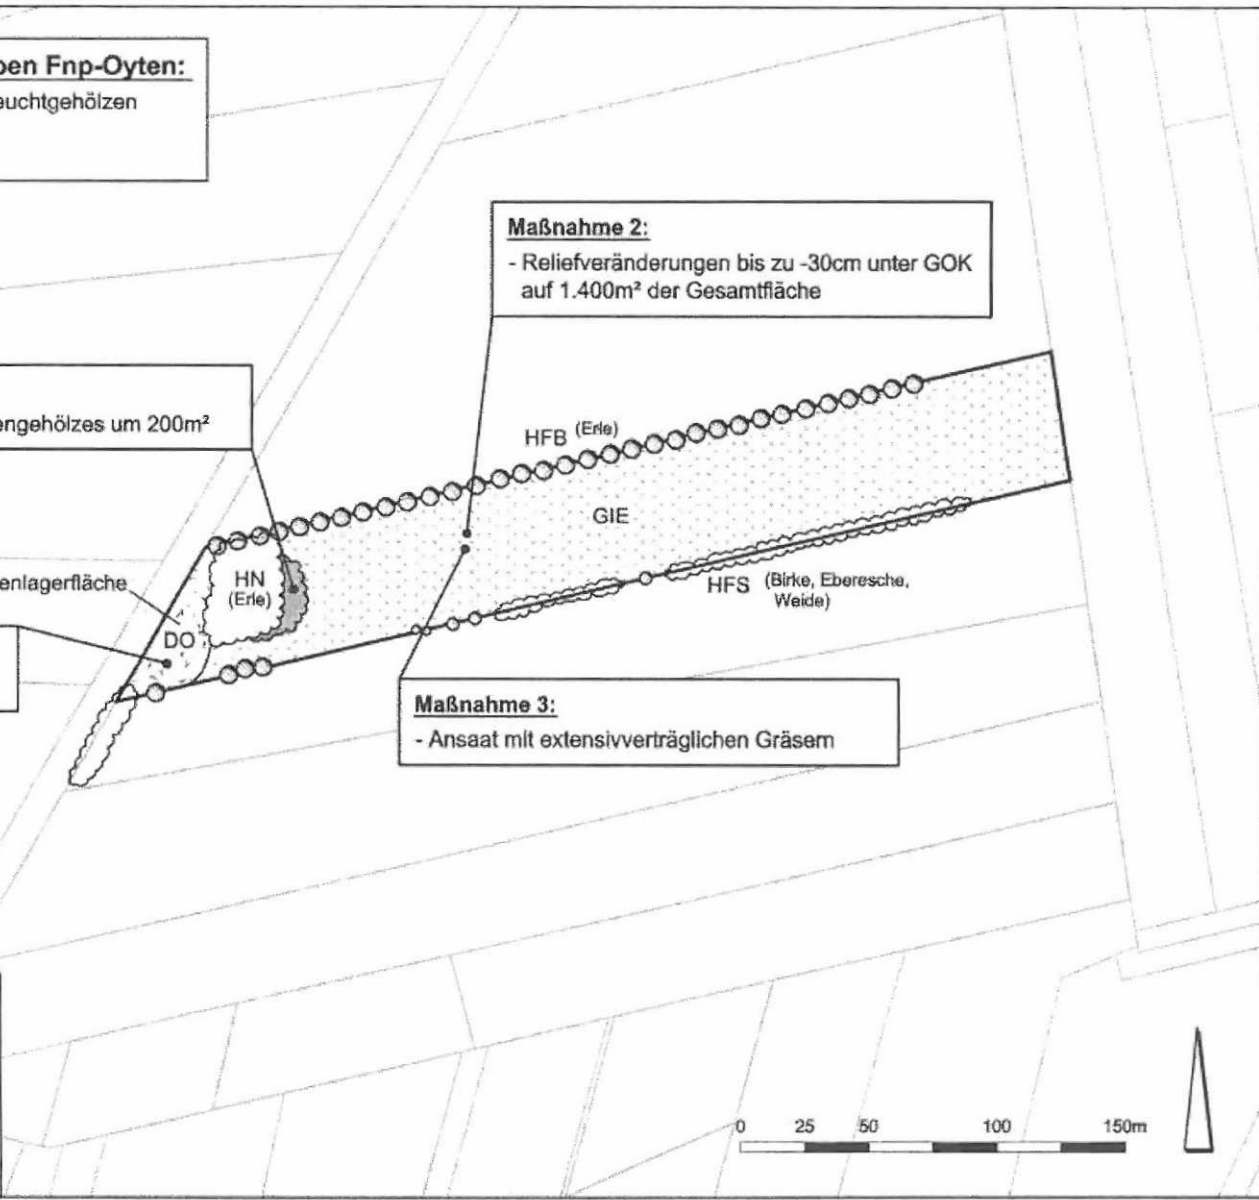 ben Fnp-Oyten:
euchtgehölzen
Maßnahme 2:
- Reliefveränderungen bis zu -30cm unter GOK
auf 1.400m² der Gesamtfläche
engehölzes um 200m²
HFB (Erle)
GIE
enlagerfläche
HN
(Erle)
HFS (Birke, Eberesche,
Weide)
DO
Maßnahme 3:
- Ansaat mit extensivverträglichen Gräsern
0 25 50 100 150m